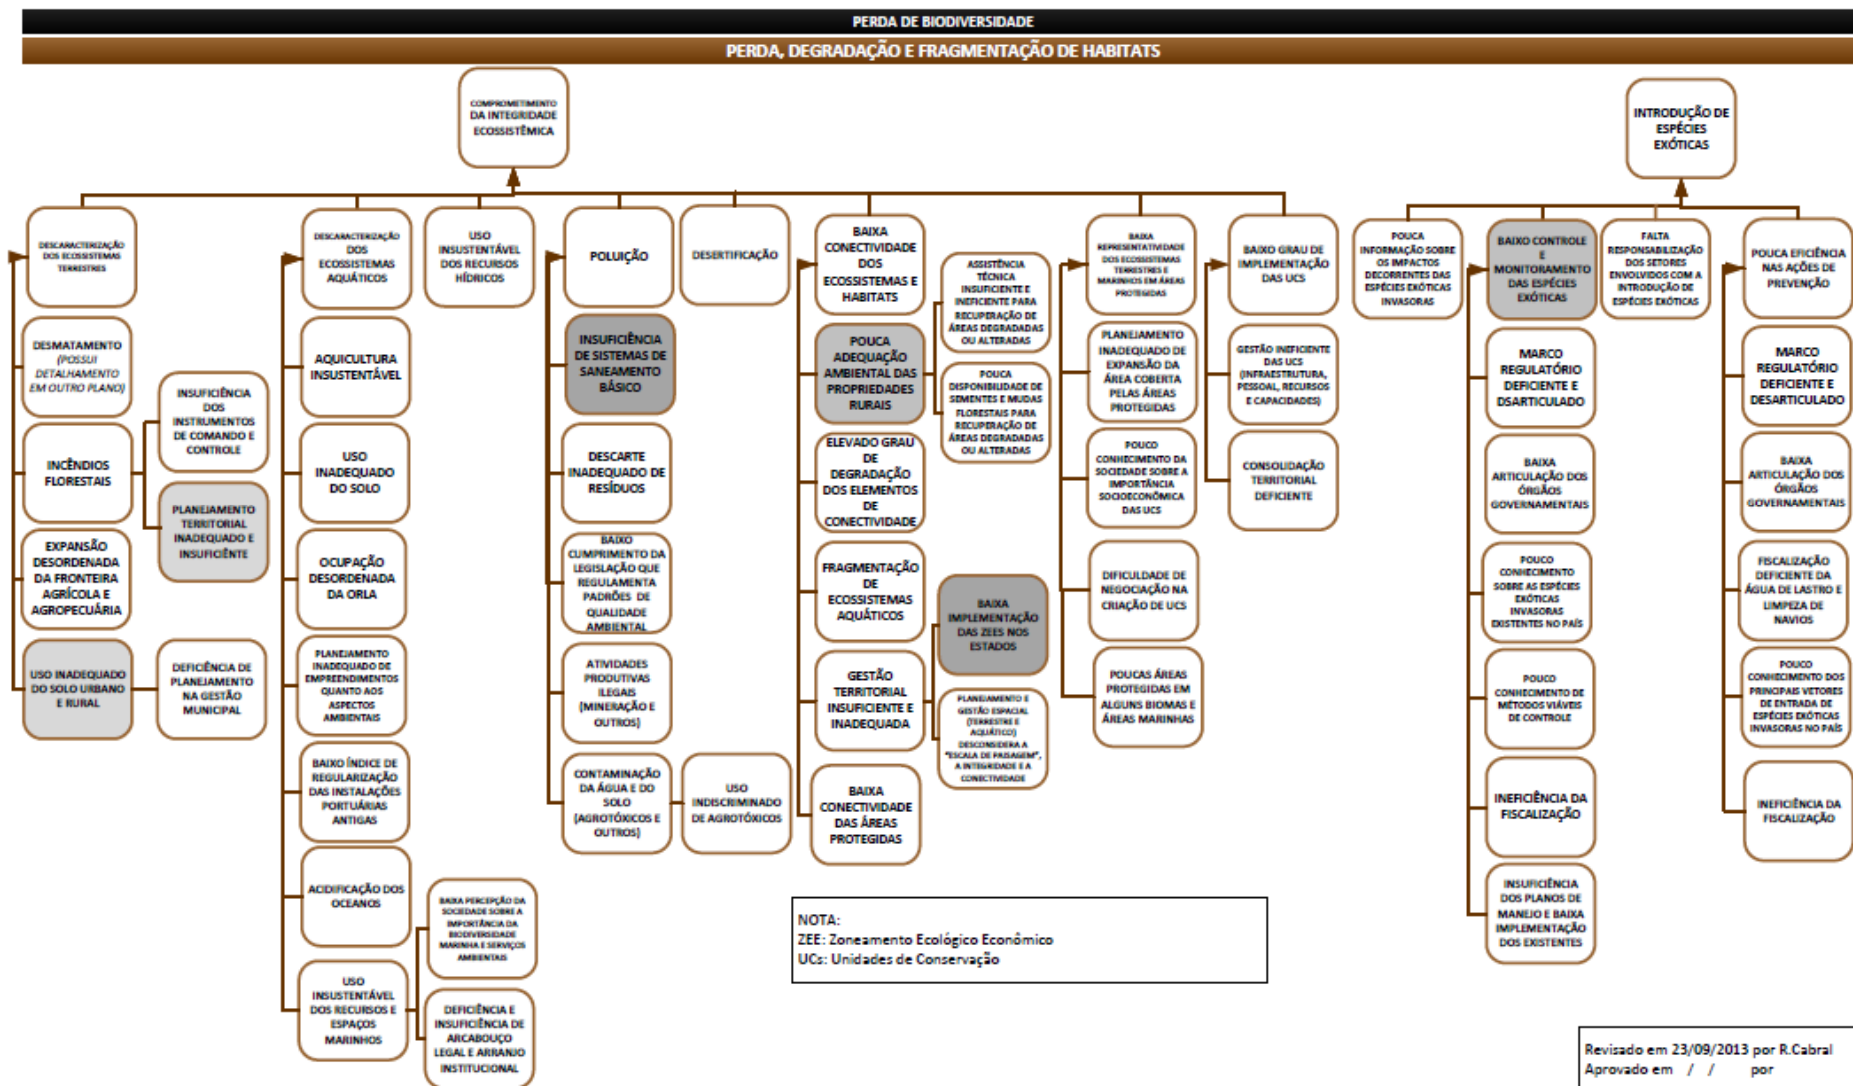 PERDA DE BIODIVERSIDADE
PERDA, DEGRADAÇÃO E FRAGMENTAÇÃO DE HABITATS
COMPROMETIMENTO
DA INTEGRIDADE
ECOSSISTÊMICA
INTRODUÇÃO DE
ESPÉCIES
EXÓTICAS
DESCARACTERIZAÇÃO
DOS ECOSSISTEMAS
TERRESTRES
DESMATAMENTO
(POSSUI
DETALHAMENTO
EM OUTRO PLANO)
INCÊNDIOS
FLORESTAIS
INSUFICIÊNCIA
DOS
INSTRUMENTOS
DE COMANDO E
CONTROLE
PLANEJAMENTO
TERRITORIAL
INADEQUADO E
INSUFICIÊNTE
EXPANSÃO
DESORDENADA
DA FRONTEIRA
AGRÍCOLA E
AGROPECUÁRIA
USO INADEQUADO
DO SOLO URBANO
E RURAL
DEFICIÊNCIA DE
PLANEJAMENTO
NA GESTÃO
MUNICIPAL
DESCARACTERIZAÇÃO
DOS
ECOSSISTEMAS
AQUÁTICOS
AQUICULTURA
INSUSTENTÁVEL
USO
INADEQUADO
DO SOLO
OCUPAÇÃO
DESORDENADA
DA ORLA
PLANEJAMENTO
INADEQUADO DE
EMPREENDIMENTOS
QUANTO AOS
ASPECTOS
AMBIENTAIS
BAIXO ÍNDICE DE
REGULARIZAÇÃO
DAS INSTALAÇÕES
PORTUÁRIAS
ANTIGAS
ACIDIFICAÇÃO DOS
OCEANOS
USO
INSUSTENTÁVEL
DOS RECURSOS E
ESPAÇOS
MARINHOS
BAIXA PERCEPÇÃO DA
SOCIEDADE SOBRE A
IMPORTÂNCIA DA
BIODIVERSIDADE
MARINHA E SERVIÇOS
AMBIENTAIS
DEFICIÊNCIA E
INSUFICIÊNCIA DE
ARCABOUÇO
LEGAL E ARRANJO
INSTITUCIONAL
USO
INSUSTENTÁVEL
DOS RECURSOS
HÍDRICOS
POLUIÇÃO
INSUFICIÊNCIA
DE SISTEMAS DE
SANEAMENTO
BÁSICO
DESCARTE
INADEQUADO DE
RESÍDUOS
BAIXO
CUMPRIMENTO DA
LEGISLAÇÃO QUE
REGULAMENTA
PADRÕES DE
QUALIDADE
AMBIENTAL
ATIVIDADES
PRODUTIVAS
ILEGAIS
(MINERAÇÃO E
OUTROS)
CONTAMINAÇÃO
DA ÁGUA E DO
SOLO
(AGROTÓXICOS E
OUTROS)
USO
INDISCRIMINADO
DE AGROTÓXICOS
DESERTIFICAÇÃO
BAIXA
CONECTIVIDADE
DOS
ECOSSISTEMAS E
HABITATS
POUCA
ADEQUAÇÃO
AMBIENTAL DAS
PROPRIEDADES
RURAIS
ASSISTÊNCIA
TÉCNICA
INSUFICIENTE E
INEFICIENTE PARA
RECUPERAÇÃO DE
ÁREAS DEGRADADAS
OU ALTERADAS
POUCA
DISPONIBILIDADE DE
SEMENTES E MUDAS
FLORESTAIS PARA
RECUPERAÇÃO DE
ÁREAS DEGRADADAS
OU ALTERADAS
ELEVADO GRAU
DE
DEGRADAÇÃO
DOS ELEMENTOS
DE
CONECTIVIDADE
FRAGMENTAÇÃO
DE
ECOSSISTEMAS
AQUÁTICOS
GESTÃO
TERRITORIAL
INSUFICIENTE E
INADEQUADA
BAIXA
IMPLEMENTAÇÃO
DAS ZEES NOS
ESTADOS
PLANEJAMENTO E
GESTÃO ESPACIAL
(TERRESTRE E
AQUÁTICO)
DESCONSIDERA A
"ESCALA DE PAISAGEM",
A INTEGRIDADE E A
CONECTIVIDADE
BAIXA
CONECTIVIDADE
DAS ÁREAS
PROTEGIDAS
BAIXA
REPRESENTATIVIDADE
DOS ECOSSISTEMAS
TERRESTRES E
MARINHOS EM ÁREAS
PROTEGIDAS
PLANEJAMENTO
INADEQUADO DE
EXPANSÃO DA
ÁREA COBERTA
PELAS ÁREAS
PROTEGIDAS
POUCO
CONHECIMENTO DA
SOCIEDADE SOBRE A
IMPORTÂNCIA
SOCIOECONÔMICA
DAS UCS
DIFICULDADE DE
NEGOCIAÇÃO NA
CRIAÇÃO DE UCS
POUCAS ÁREAS
PROTEGIDAS EM
ALGUNS BIOMAS E
ÁREAS MARINHAS
BAIXO GRAU DE
IMPLEMENTAÇÃO
DAS UCS
GESTÃO INEFICIENTE
DAS UCS
(INFRAESTRUTURA,
PESSOAL, RECURSOS
E CAPACIDADES)
CONSOLIDAÇÃO
TERRITORIAL
DEFICIENTE
POUCA
INFORMAÇÃO SOBRE
OS IMPACTOS
DECORRENTES DAS
ESPÉCIES EXÓTICAS
INVASORAS
BAIXO CONTROLE
E
MONITORAMENTO
DAS ESPÉCIES
EXÓTICAS
MARCO
REGULATÓRIO
DEFICIENTE E
DSARTICULADO
BAIXA
ARTICULAÇÃO DOS
ÓRGÃOS
GOVERNAMENTAIS
POUCO
CONHECIMENTO
SOBRE AS ESPÉCIES
EXÓTICAS
INVASORAS
EXISTENTES NO PAÍS
POUCO
CONHECIMENTO DE
MÉTODOS VIÁVEIS
DE CONTROLE
INEFICIÊNCIA DA
FISCALIZAÇÃO
INSUFICIÊNCIA
DOS PLANOS DE
MANEJO E BAIXA
IMPLEMENTAÇÃO
DOS EXISTENTES
FALTA
RESPONSABILIZAÇÃO
DOS SETORES
ENVOLVIDOS COM A
INTRODUÇÃO DE
ESPÉCIES EXÓTICAS
POUCA EFICIÊNCIA
NAS AÇÕES DE
PREVENÇÃO
MARCO
REGULATÓRIO
DEFICIENTE E
DESARTICULADO
BAIXA
ARTICULAÇÃO DOS
ÓRGÃOS
GOVERNAMENTAIS
FISCALIZAÇÃO
DEFICIENTE DA
ÁGUA DE LASTRO E
LIMPEZA DE
NAVIOS
POUCO
CONHECIMENTO DOS
PRINCIPAIS VETORES
DE ENTRADA DE
ESPÉCIES EXÓTICAS
INVASORAS NO PAÍS
INEFICIÊNCIA DA
FISCALIZAÇÃO
NOTA:
ZEE: Zoneamento Ecológico Econômico
UCs: Unidades de Conservação
Revisado em 23/09/2013 por R.Cabral
Aprovado em / / por